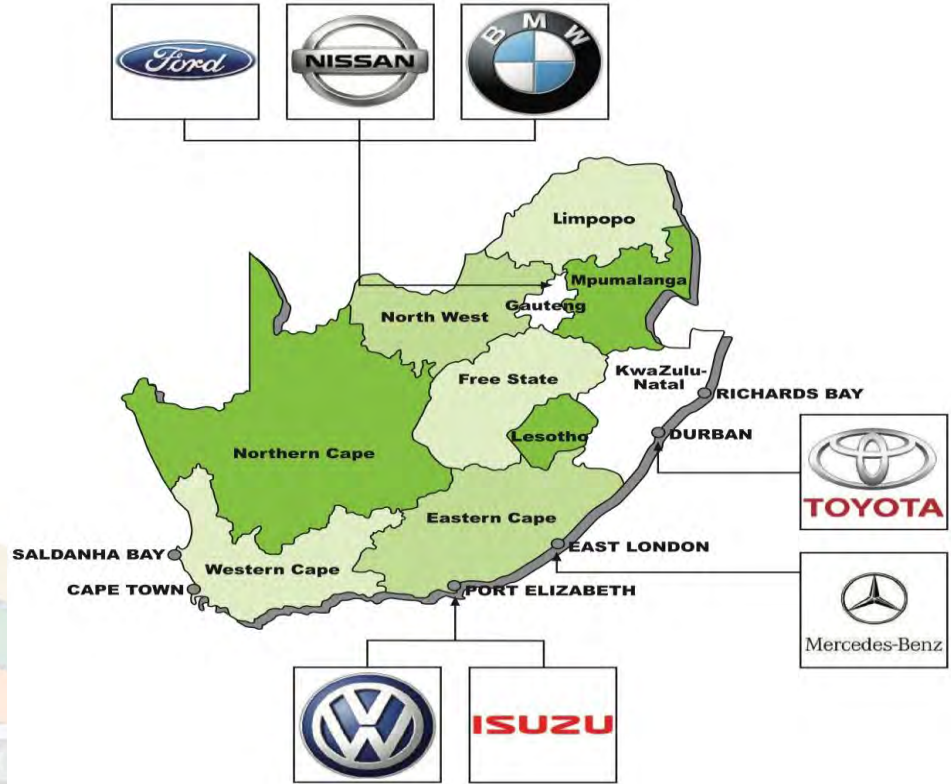 Ford
NISSAN
BMW
Limpopo
Mpumalanga
Gauteng
North West
KwaZulu-
Natal
Free State
RICHARDS BAY
Lesotho
DURBAN
Northern Cape
TOYOTA
Eastern Cape
EAST LONDON
SALDANHA BAY
Western Cape
CAPE TOWN
PORT ELIZABETH
Mercedes-Benz
VW
ISUZU